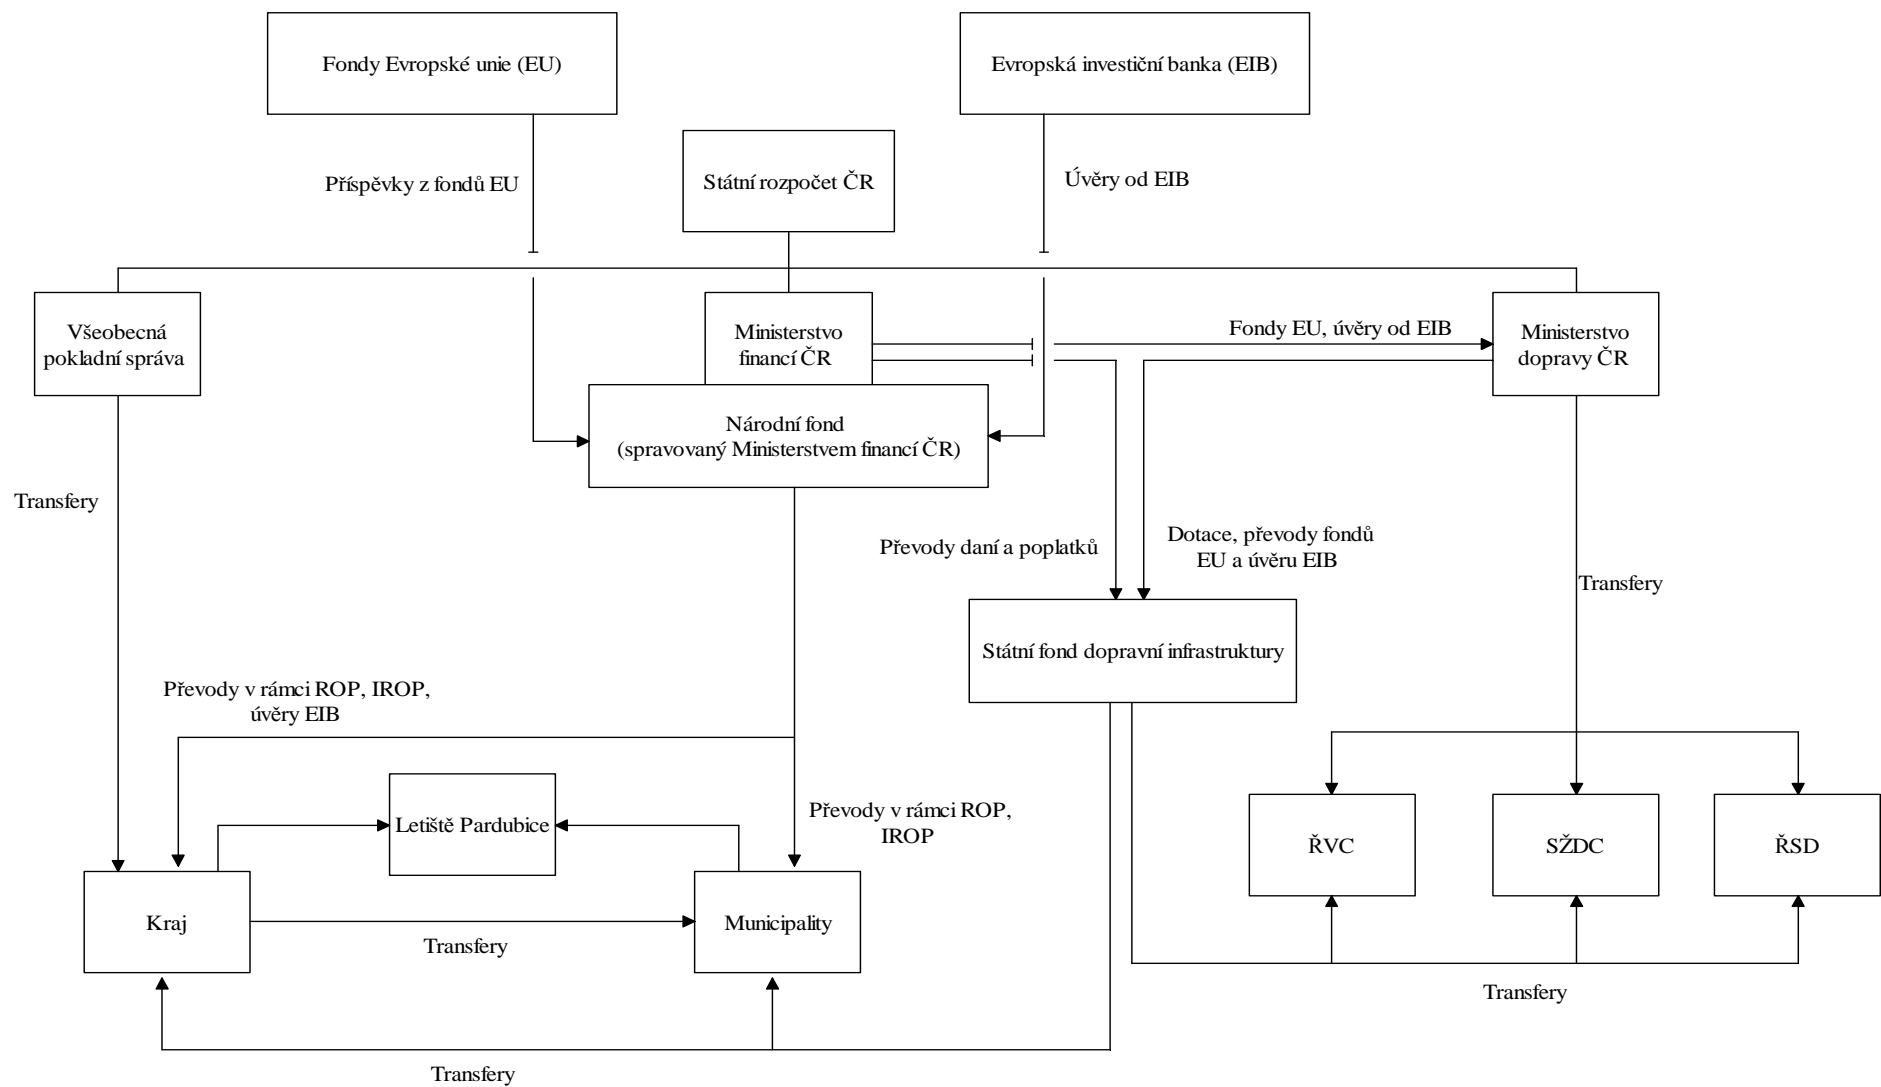 Fondy Evropské unie (EU)
Evropská investiční banka (EIB)
Příspěvky z fondů EU
Státní rozpočet ČR
Úvěry od EIB
Všeobecná
pokladní správa
Ministerstvo
financí ČR
Fondy EU, úvěry od EIB
Ministerstvo
dopravy ČR
Národní fond
(spravovaný Ministerstvem financí ČR)
Transfery
Převody daní a poplatků
Dotace, převody fondů
EU a úvěru EIB
Transfery
Státní fond dopravní infrastruktury
Převody v rámci ROP, IROP,
úvěry EIB
Letiště Pardubice
Převody v rámci ROP,
IROP
ŘVC
SŽDC
ŘSD
Kraj
Transfery
Municipality
Transfery
Transfery